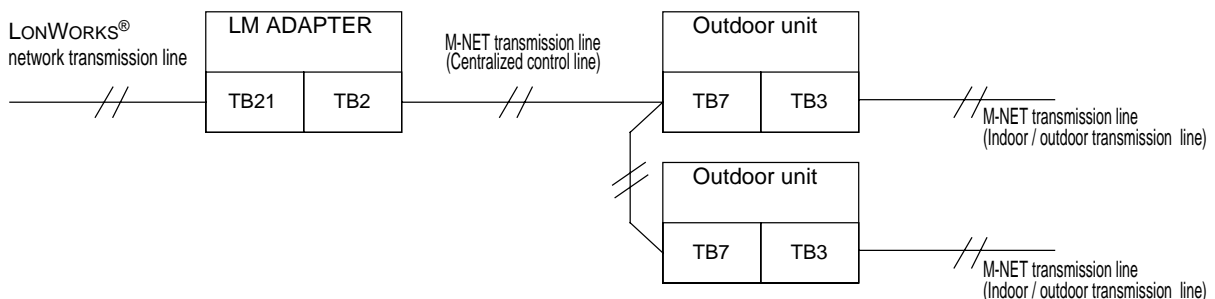 LONWORKS®
network transmission line
LM ADAPTER
TB21
TB2
M-NET transmission line
(Centralized control line)
Outdoor unit
TB7
TB3
M-NET transmission line
(Indoor / outdoor transmission line)
Outdoor unit
TB7
TB3
M-NET transmission line
(Indoor / outdoor transmission line)